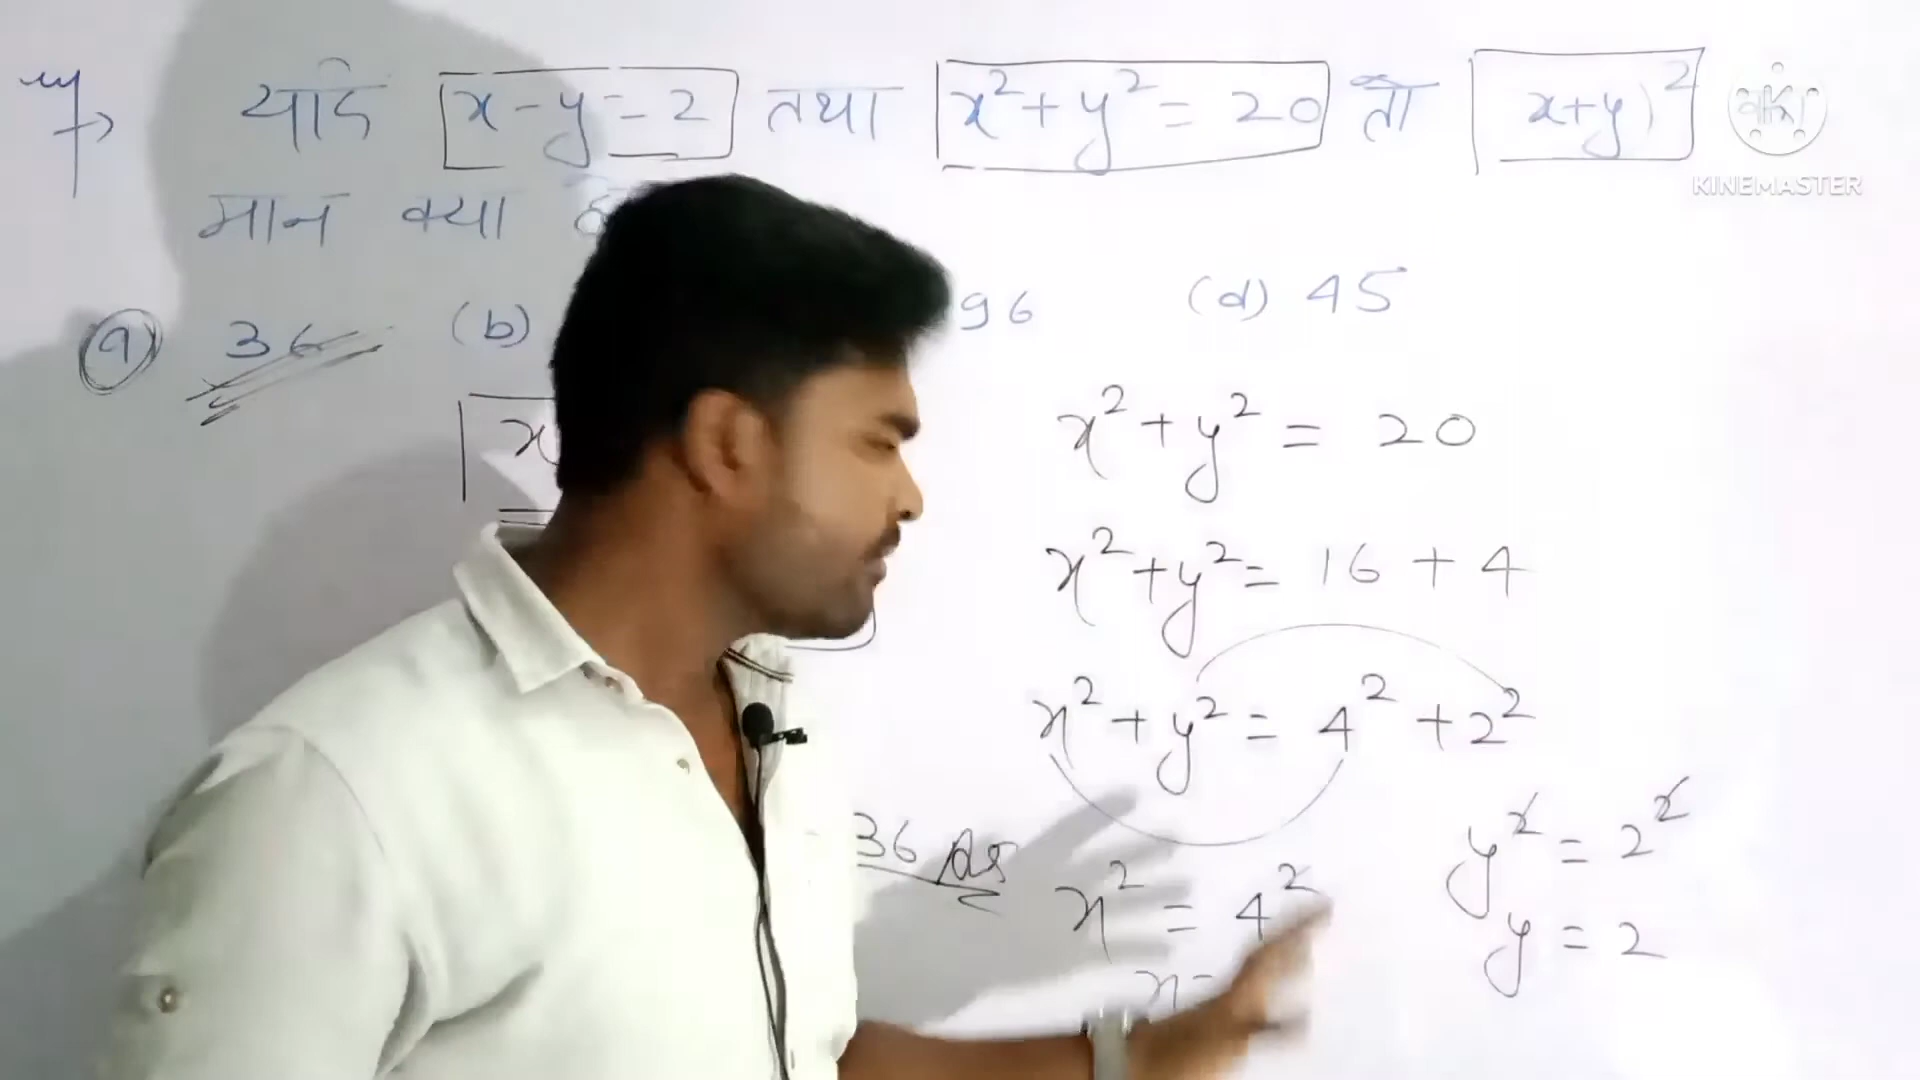 यदि x-y=2 तथा x²+y² = 20 तो x+y)²
KINEMASTER
मान क्या
(a) 36 (b) 96 (d) 45
x²+y² = 20
x²+y² = 16 + 4
x²+y² = 4² + 2²
y² = 2²
36 Ans
x² = 4²
y = 2